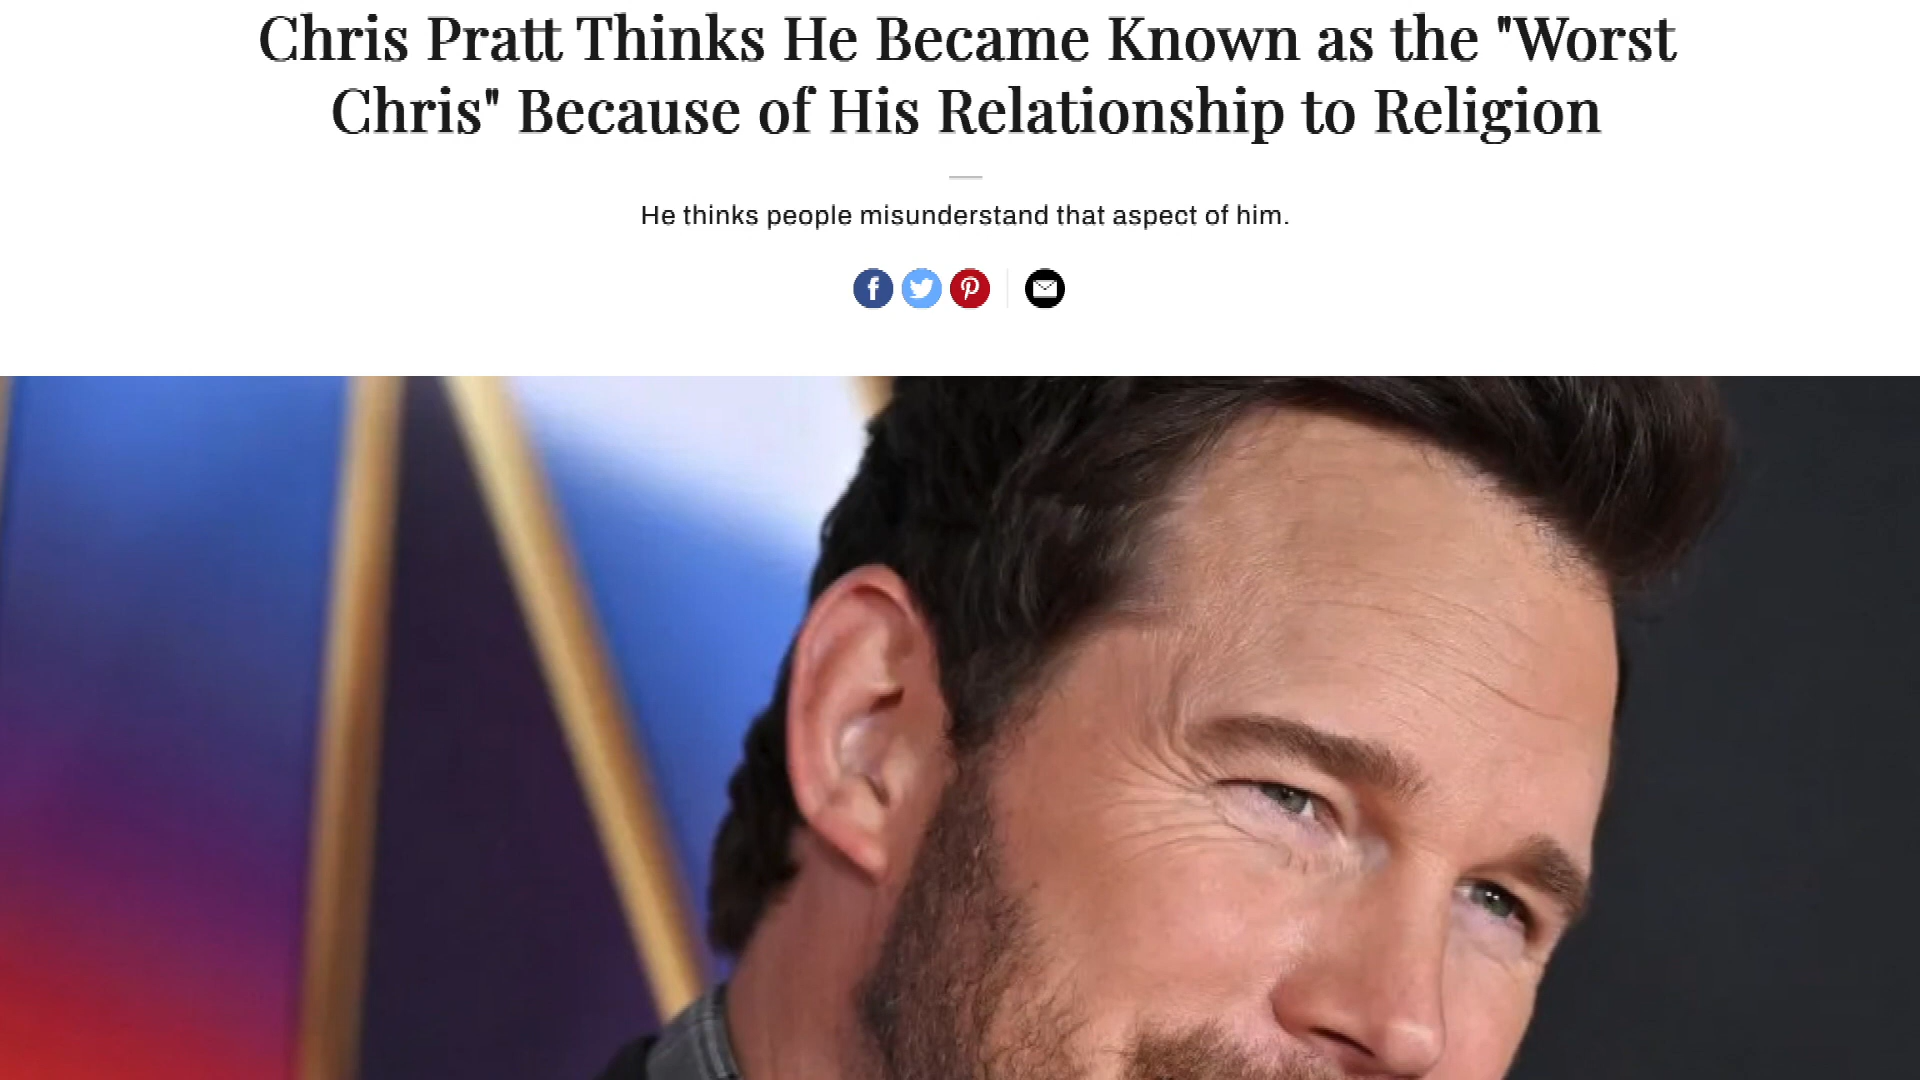 Chris Pratt Thinks He Became Known as the "Worst
Chris" Because of His Relationship to Religion
He thinks people misunderstand that aspect of him.